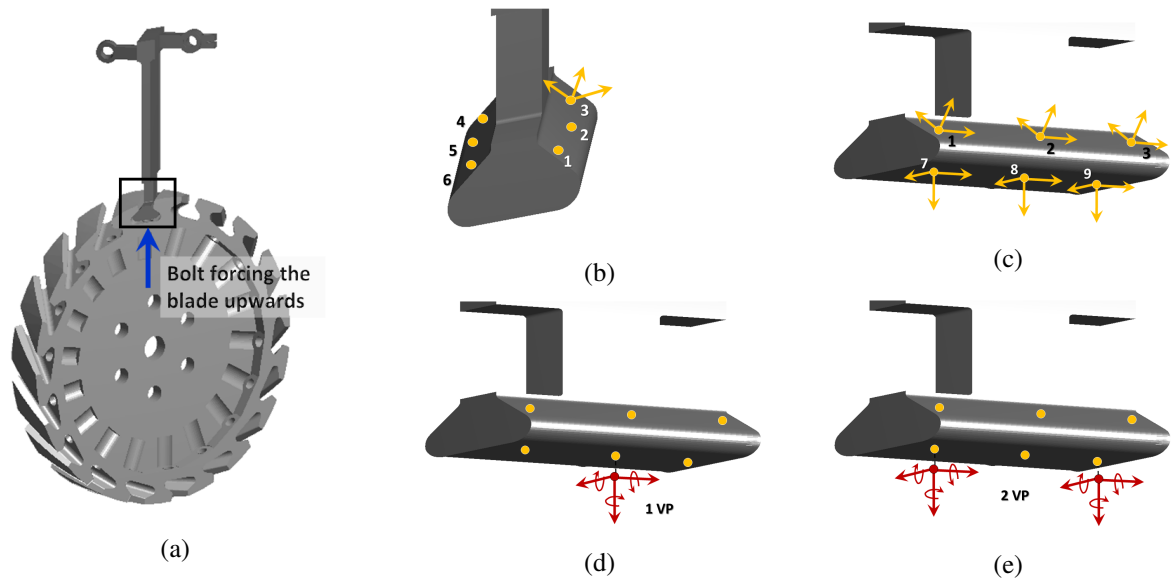 Bolt forcing the
blade upwards
(a)
4
5
6
3
2
1
(b)
1
2
3
7
8
9
(c)
1 VP
(d)
2 VP
(e)